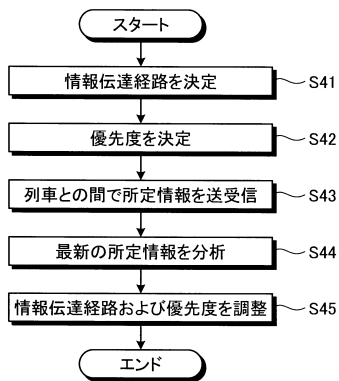 スタート
情報伝達経路を決定
S41
優先度を決定
S42
列車との間で所定情報を送受信
S43
最新の所定情報を分析
S44
情報伝達経路および優先度を調整
S45
エンド